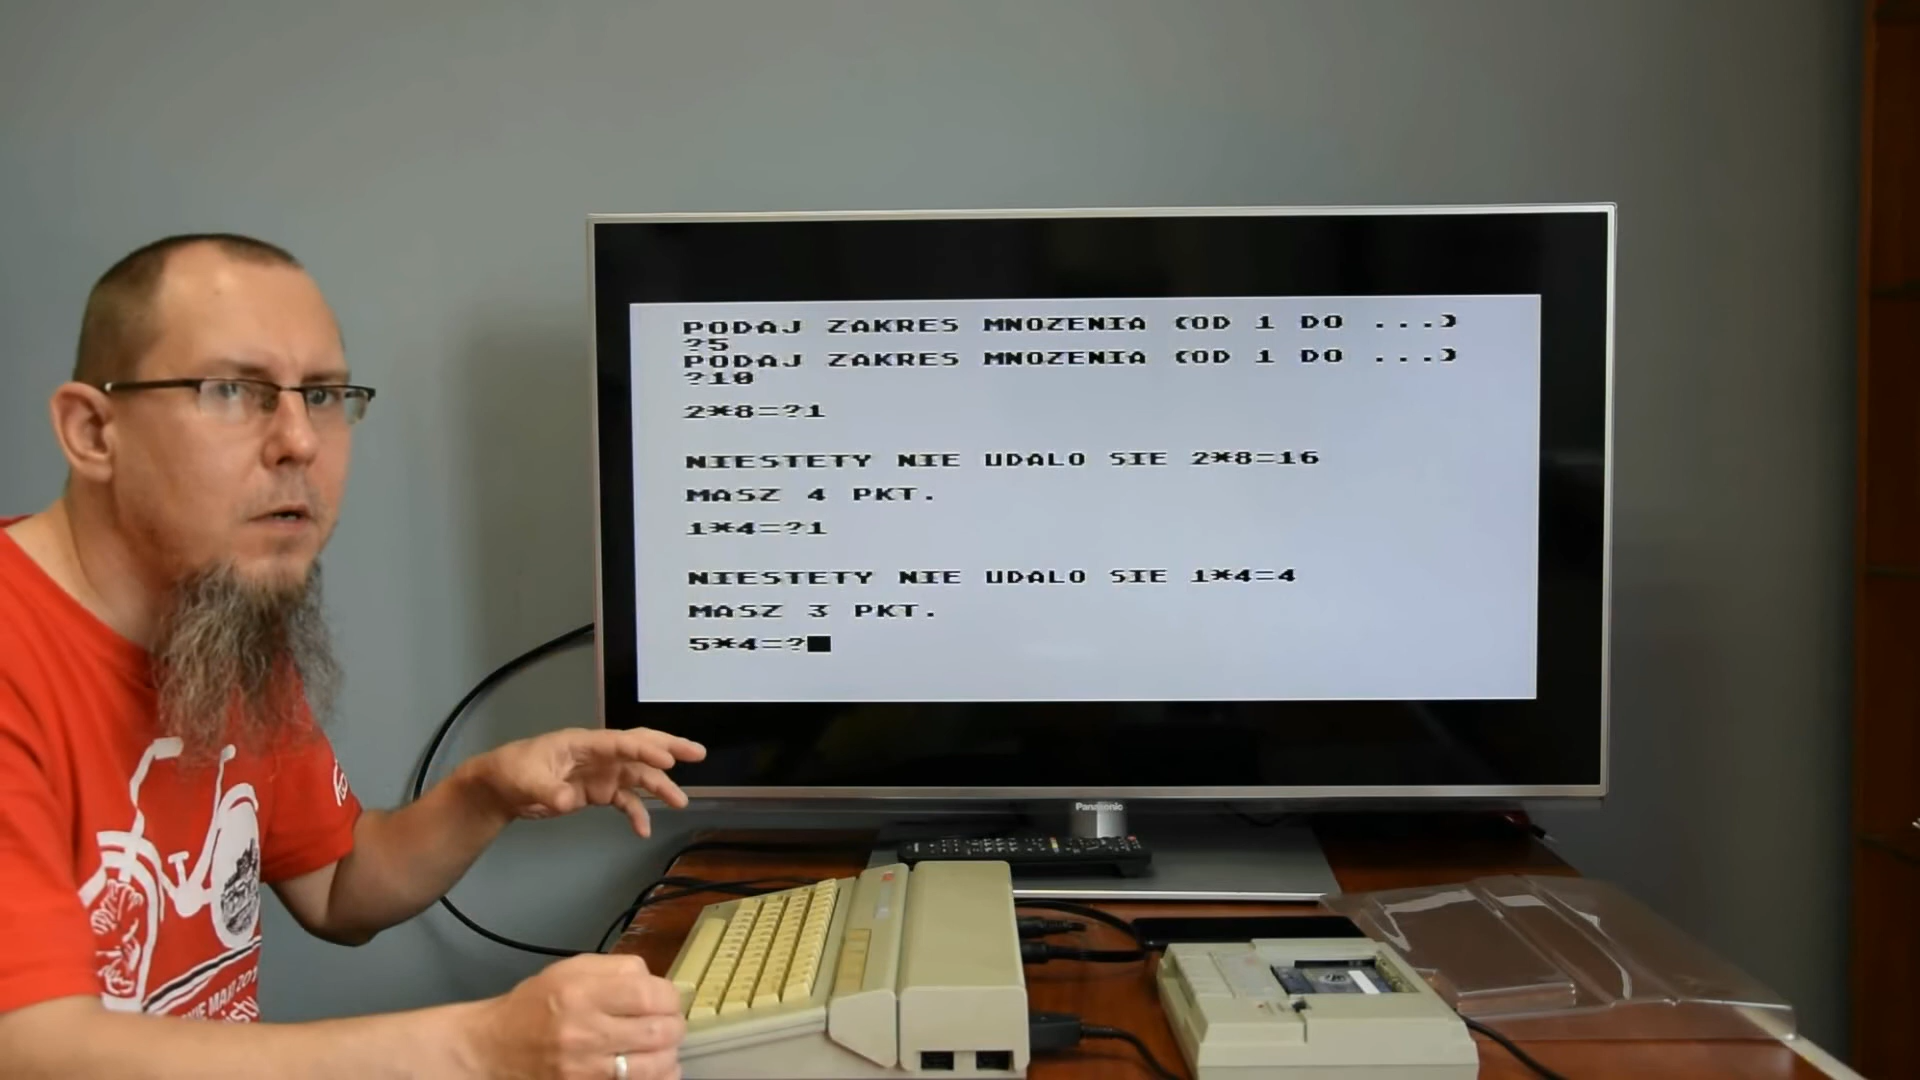 PODAJ ZAKRES MNOZENIA (OD 1 DO ...)
?5
PODAJ ZAKRES MNOZENIA (OD 1 DO ...)
?10
2*8=?1
NIESTETY NIE UDALO SIE 2*8=16
MASZ 4 PKT.
1*4=?1
NIESTETY NIE UDALO SIE 1*4=4
MASZ 3 PKT.
5*4=?
Panasonic